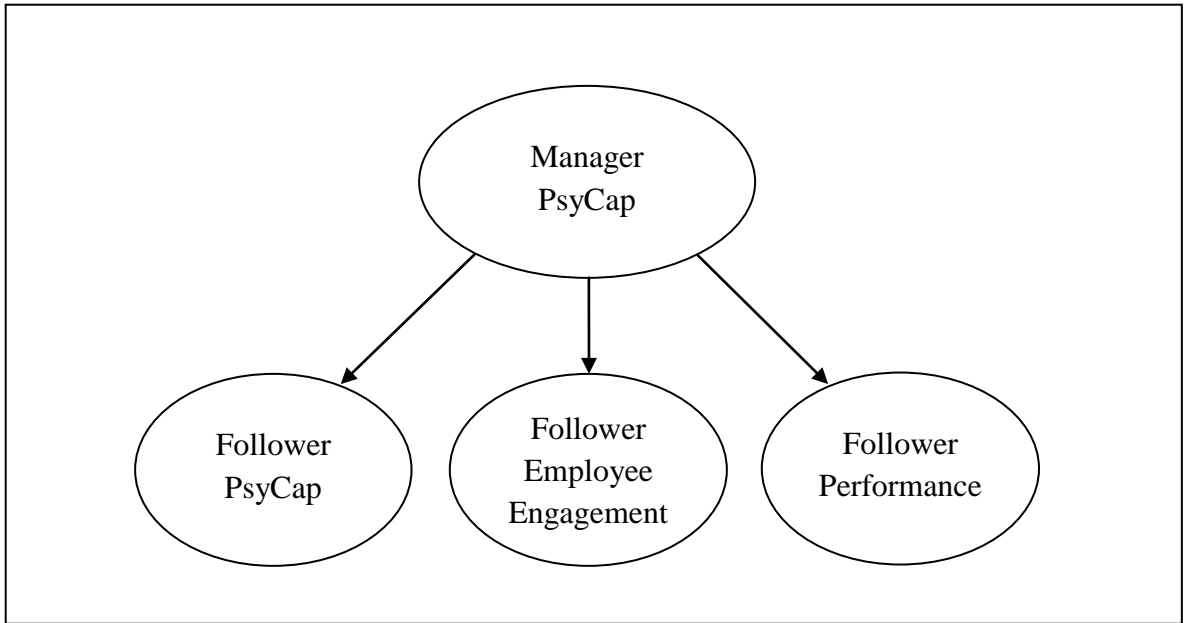 Manager
PsyCap
Follower
PsyCap
Follower
Employee
Engagement
Follower
Performance